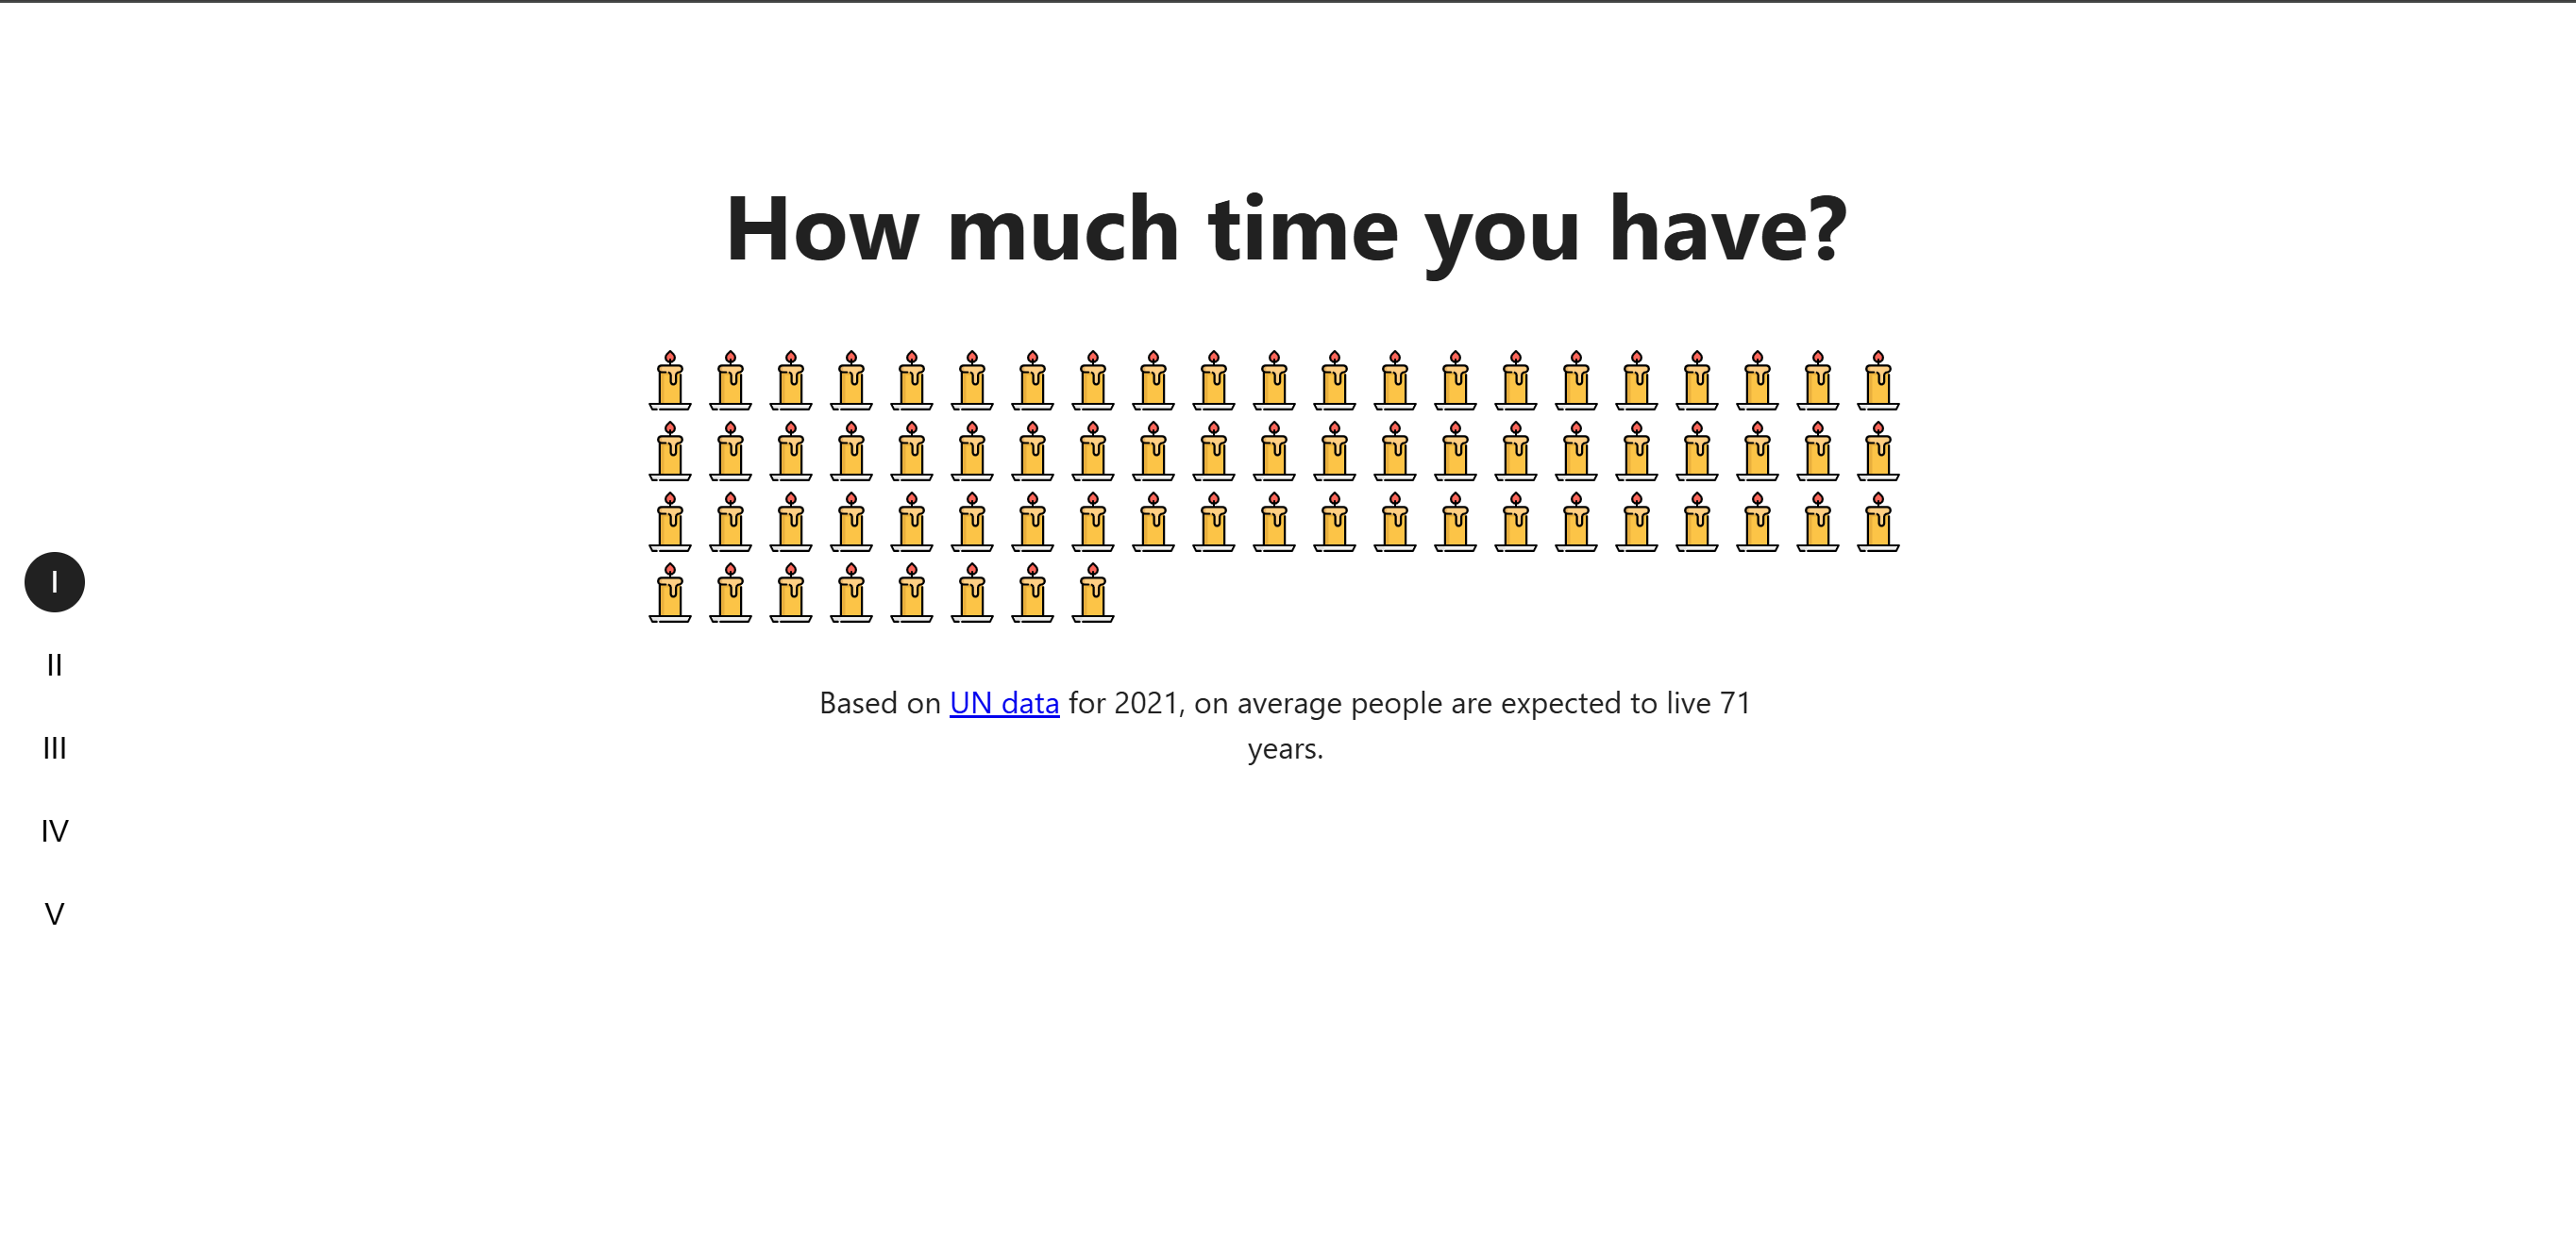 How much time you have?
I
II
III
IV
V
Based on UN data for 2021, on average people are expected to live 71
years.